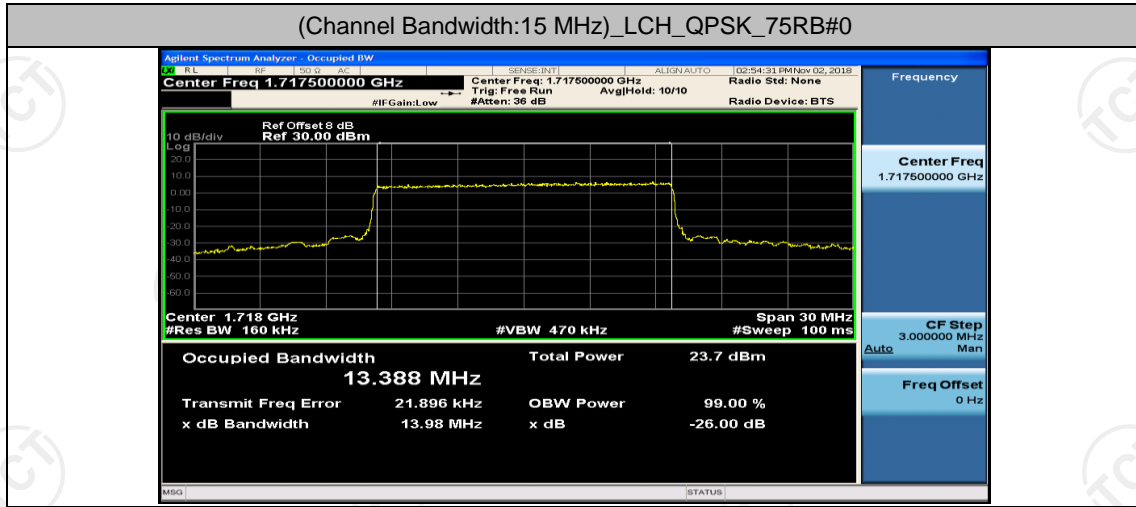 (Channel Bandwidth:15 MHz)_LCH_QPSK_75RB#0
Agilent Spectrum Analyzer - Occupied BW
LXI RL RF 50 Ω AC SENSE:INT ALIGN AUTO 02:54:31 PM Nov 02, 2018
Center Freq 1.717500000 GHz
Center Freq: 1.717500000 GHz
Radio Std: None
Trig: Free Run Avg|Hold: 10/10
#IFGain:Low #Atten: 36 dB Radio Device: BTS
Frequency
Ref Offset 8 dB
10 dB/div Ref 30.00 dBm
Log
20.0
10.0
0.00
-10.0
-20.0
-30.0
-40.0
-50.0
-60.0
Center 1.718 GHz Span 30 MHz
#Res BW 160 kHz #VBW 470 kHz #Sweep 100 ms
Center Freq
1.717500000 GHz
CF Step
3.000000 MHz
Auto Man
Freq Offset
0 Hz
Occupied Bandwidth Total Power 23.7 dBm
13.388 MHz
Transmit Freq Error 21.896 kHz OBW Power 99.00 %
x dB Bandwidth 13.98 MHz x dB -26.00 dB
MSG STATUS
TCT
TCT
TCT
TCT